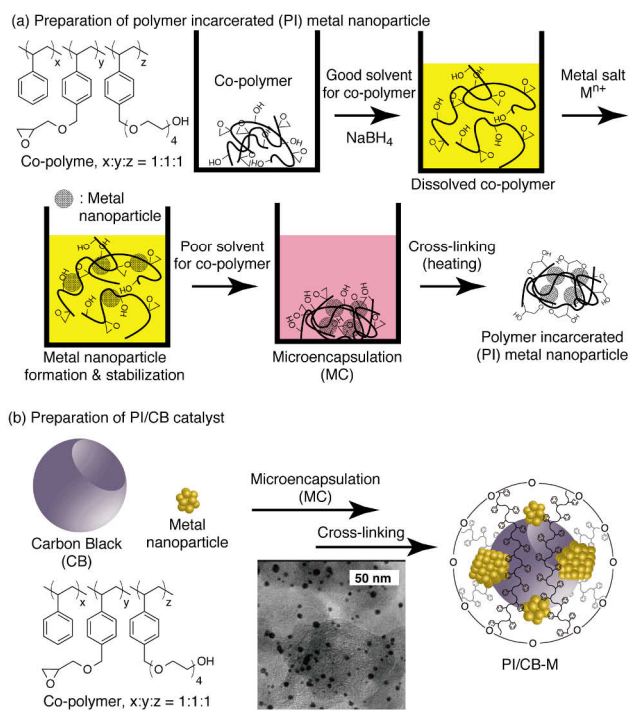 (a) Preparation of polymer incarcerated (PI) metal nanoparticle
x y z
O
O
O
4
OH
Co-polyme, x:y:z = 1:1:1
Co-polymer
Good solvent
for co-polymer
NaBH4
Dissolved co-polymer
Metal salt
Mn+
: Metal
nanoparticle
Metal nanoparticle
formation & stabilization
Poor solvent
for co-polymer
Microencapsulation
(MC)
Cross-linking
(heating)
Polymer incarcerated
(PI) metal nanoparticle
(b) Preparation of PI/CB catalyst
Carbon Black
(CB)
Metal
nanoparticle
Microencapsulation
(MC)
Cross-linking
50 nm
PI/CB-M
x y z
O
O
O
4
OH
Co-polymer, x:y:z = 1:1:1